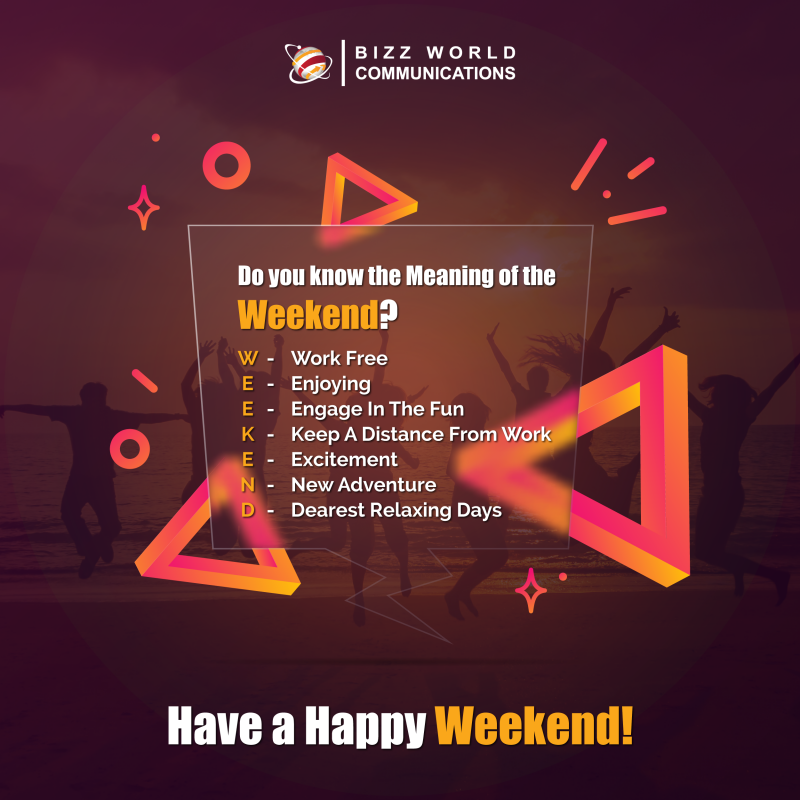 BIZZ WORLD
COMMUNICATIONS
Do you know the Meaning of the
Weekend?
W - Work Free
E - Enjoying
E - Engage In The Fun
K - Keep A Distance From Work
E - Excitement
N - New Adventure
D - Dearest Relaxing Days
Have a Happy Weekend!